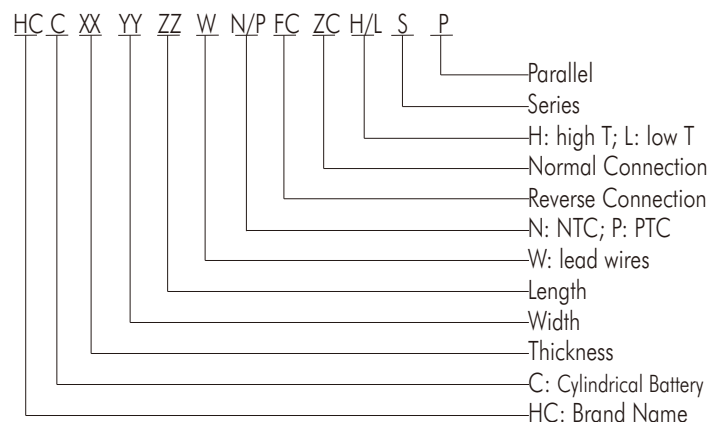 HC C XX YY ZZ W N/P FC ZC H/L S P
Parallel
Series
H: high T; L: low T
Normal Connection
Reverse Connection
N: NTC; P: PTC
W: lead wires
Length
Width
Thickness
C: Cylindrical Battery
HC: Brand Name